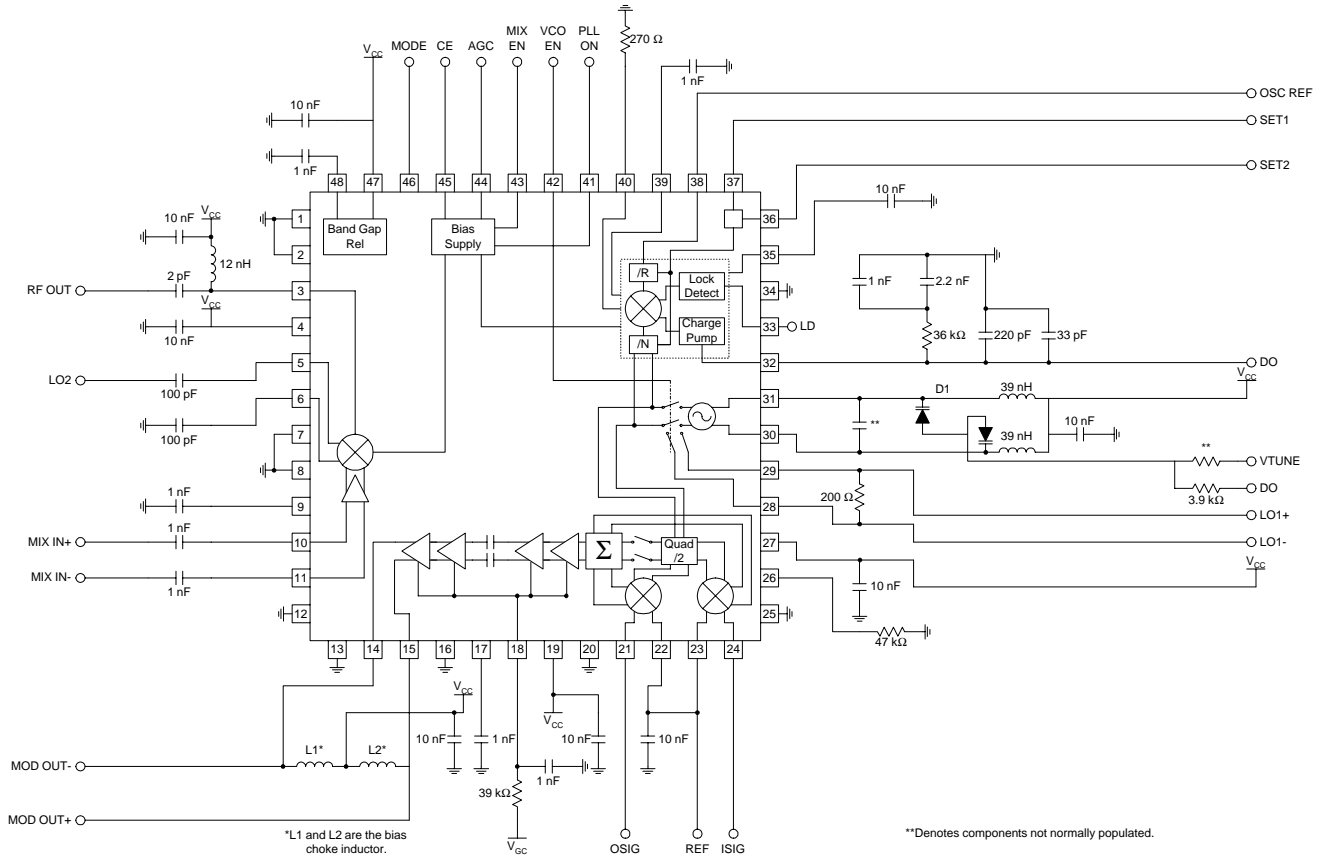 270 Ω
MIX VCO PLL
V_CC MODE CE AGC EN EN ON
1 nF
OSC REF
10 nF
SET1
1 nF
SET2
48 47 46 45 44 43 42 41 40 39 38 37
10 nF
10 nF V_CC
1 Band Gap Rel
Bias Supply
36
2
35
12 nH
/R Lock Detect
1 nF 2.2 nF
2 pF
RF OUT 3
34
V_CC
4
33 LD
10 nF
Charge Pump
36 kΩ 220 pF 33 pF
/N
5
32 DO
LO2
100 pF
V_CC
39 nH
D1
6
31
100 pF
**
10 nF
7
30
39 nH
**
8
29 VTUNE
DO
1 nF
200 Ω
3.9 kΩ
9
28
LO1+
1 nF
MIX IN+ 10
Σ
Quad /2
27
LO1-
V_CC
MIX IN- 11
26
10 nF
1 nF
12
25
47 kΩ
13 14 15 16 17 18 19 20 21 22 23 24
V_CC
V_CC
10 nF 1 nF 10 nF 10 nF
L1* L2*
MOD OUT-
1 nF
39 kΩ
MOD OUT+
*L1 and L2 are the bias
choke inductor.
V_GC
OSIG REF ISIG
**Denotes components not normally populated.